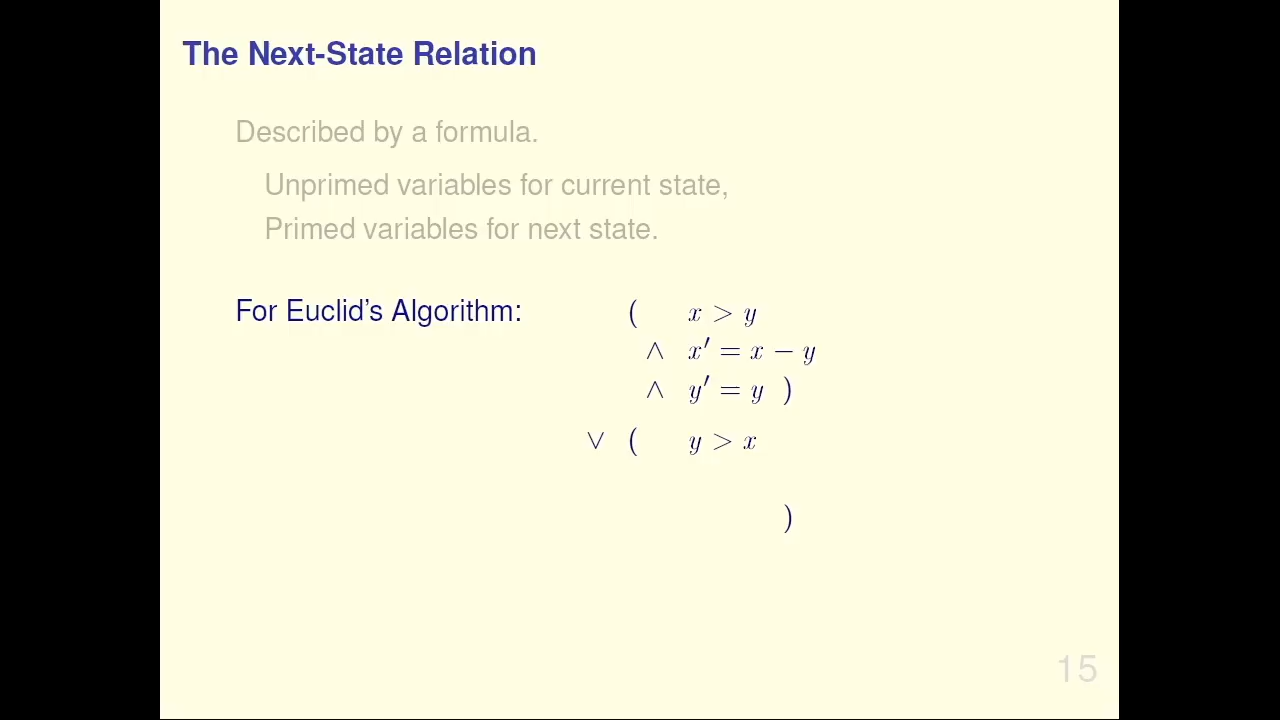 The Next-State Relation
Described by a formula.
Unprimed variables for current state,
Primed variables for next state.
For Euclid's Algorithm: ( x > y
∧ x′ = x − y
∧ y′ = y )
∨ ( y > x
)
15